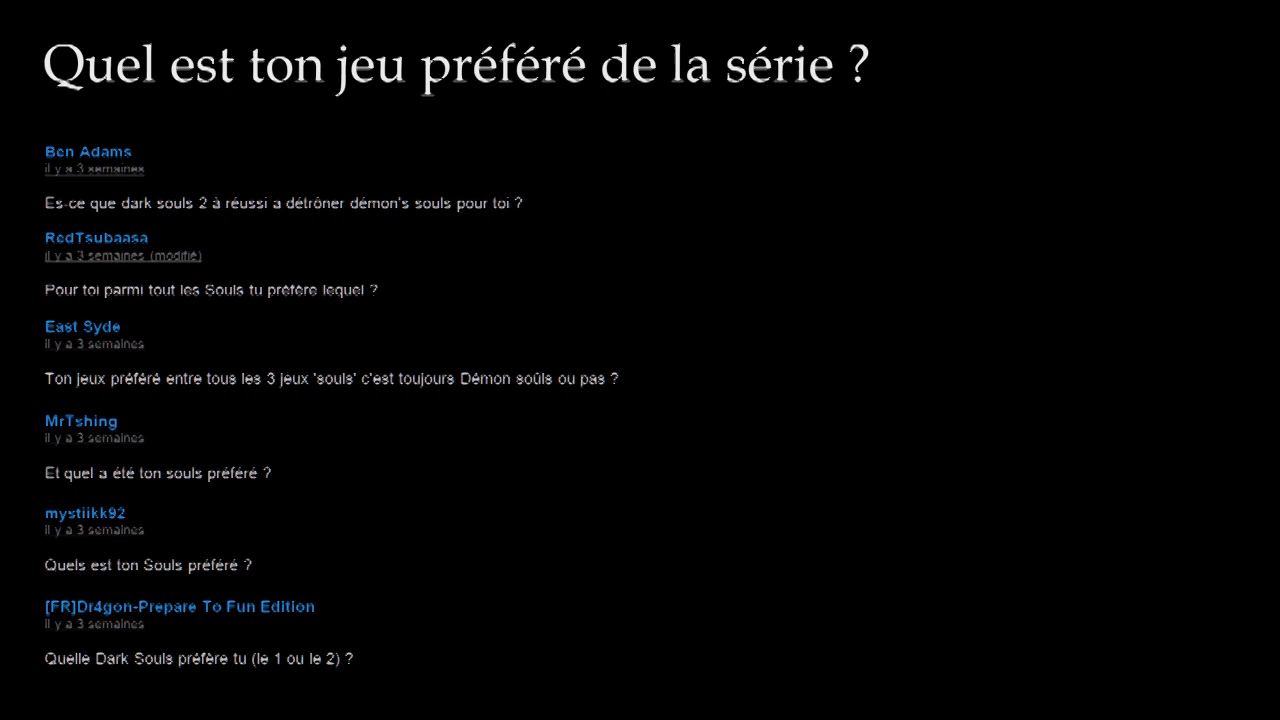 Quel est ton jeu préféré de la série ?
Ben Adams
il y a 3 semaines
Es-ce que dark souls 2 à réussi a détrôner démon's souls pour toi ?
RedTsubaasa
il y a 3 semaines (modifié)
Pour toi parmi tout les Souls tu préfère lequel ?
East Syde
il y a 3 semaines
Ton jeux préféré entre tous les 3 jeux 'souls' c'est toujours Démon soûls ou pas ?
MrTshing
il y a 3 semaines
Et quel a été ton souls préféré ?
mystiikk92
il y a 3 semaines
Quels est ton Souls préféré ?
[FR]Dr4gon-Prepare To Fun Edition
il y a 3 semaines
Quelle Dark Souls préfère tu (le 1 ou le 2) ?